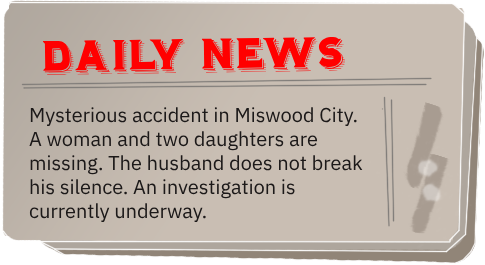 DAILY NEWS
Mysterious accident in Miswood City.
A woman and two daughters are
missing. The husband does not break
his silence. An investigation is
currently underway.